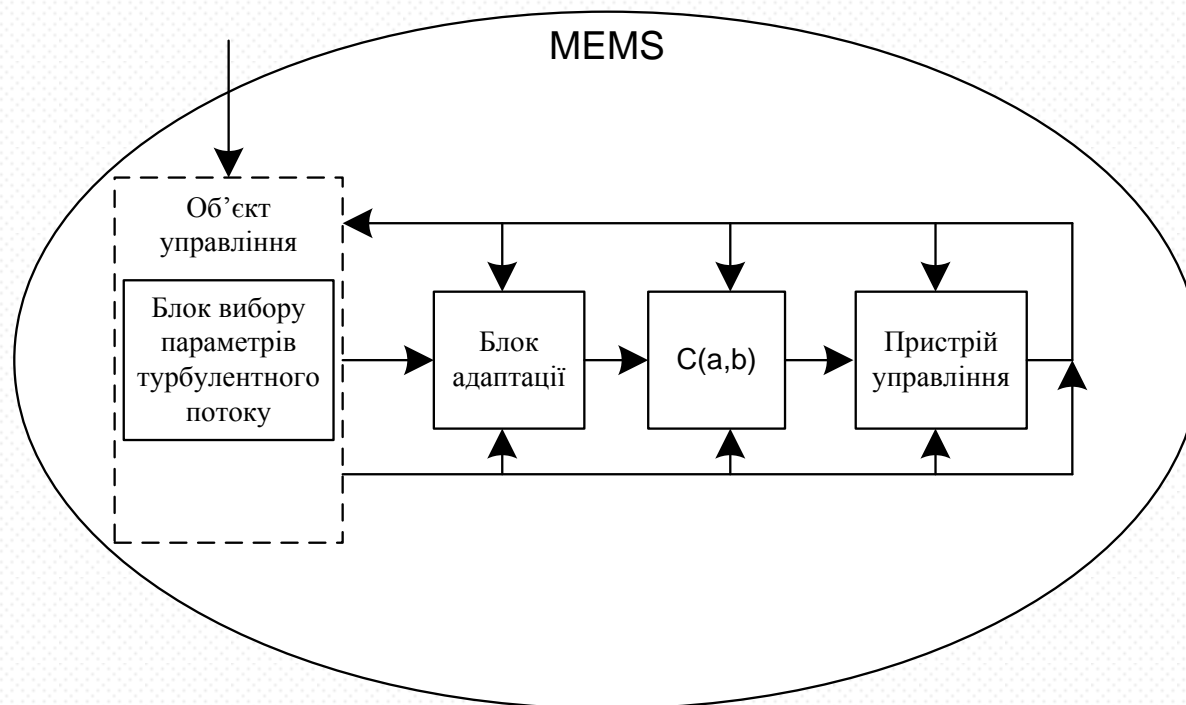 MEMS
Об’єкт
управління
Блок вибору
параметрів
турбулентного
потоку
Блок
адаптації
C(a,b)
Пристрій
управління